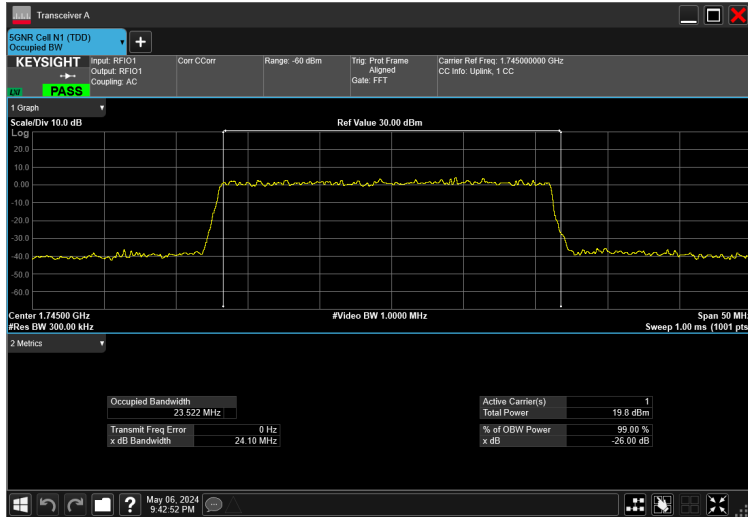 Transceiver A
5GNR Cell N1 (TDD)
Occupied BW
KEYSIGHT
Input: RFIO1
Output: RFIO1
Coupling: AC
Corr CCorr
Range: -60 dBm
Trig: Prot Frame
Aligned
Gate: FFT
Carrier Ref Freq: 1.745000000 GHz
CC Info: Uplink, 1 CC
PASS
1 Graph
Scale/Div 10.0 dB
Ref Value 30.00 dBm
Log
20.0
10.0
0.00
-10.0
-20.0
-30.0
-40.0
-50.0
-60.0
Center 1.74500 GHz
#Video BW 1.0000 MHz
Span 50 MH
#Res BW 300.00 kHz
Sweep 1.00 ms (1001 pts
2 Metrics
Occupied Bandwidth
23.522 MHz
Transmit Freq Error 0 Hz
x dB Bandwidth 24.10 MHz
Active Carrier(s) 1
Total Power 19.8 dBm
% of OBW Power 99.00 %
x dB -26.00 dB
May 06, 2024
9:42:52 PM